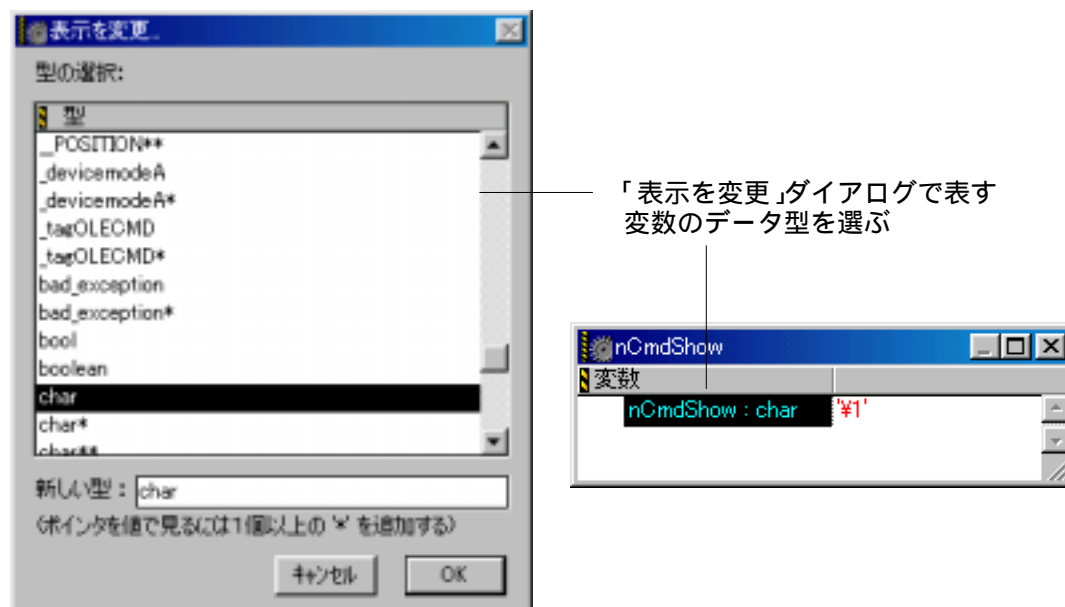 表示を変更..
型の選択:
型
__POSITION**
_devicemodeA
_devicemodeA*
_tagOLECMD
_tagOLECMD*
bad_exception
bad_exception*
bool
boolean
char
char*
char**
新しい型： char
(ポインタを値で見るには1個以上の '*' を追加する)
キャンセル OK
「表示を変更」ダイアログで表す
変数のデータ型を選ぶ
nCmdShow
変数
nCmdShow : char '¥1'